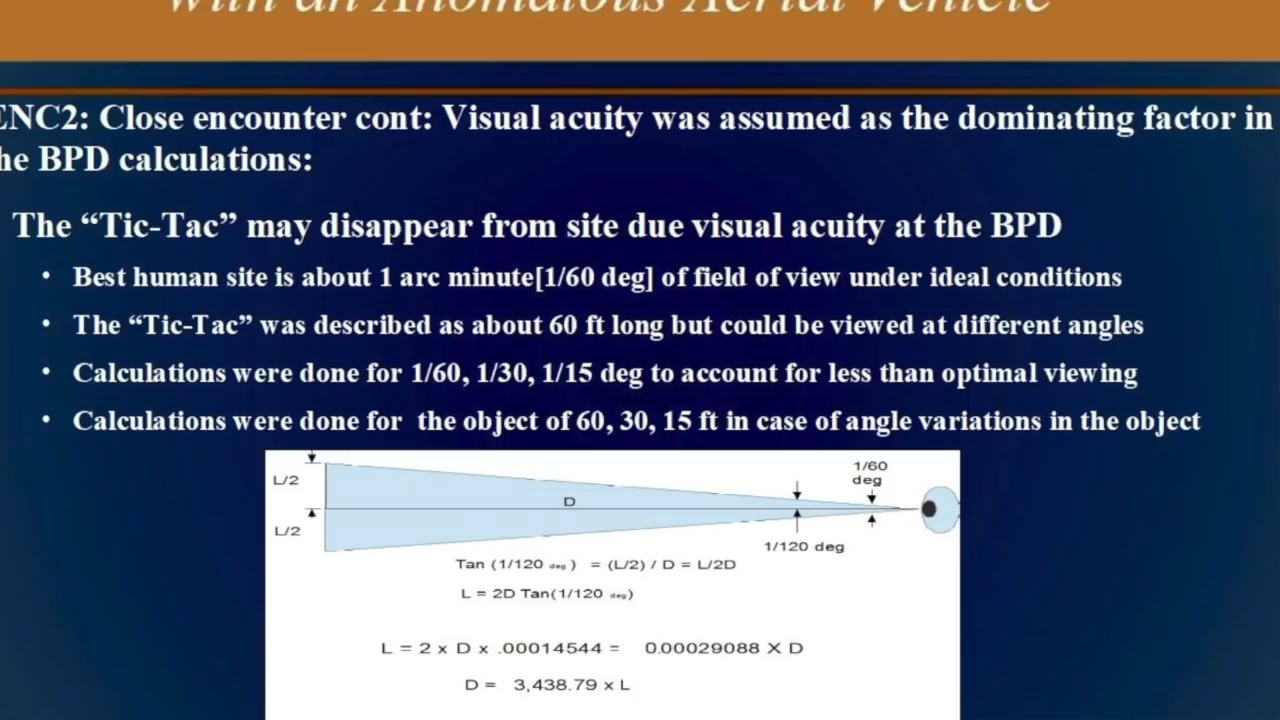 with an Anomalous Aerial Vehicle
ENC2: Close encounter cont: Visual acuity was assumed as the dominating factor in
he BPD calculations:
The “Tic-Tac” may disappear from site due visual acuity at the BPD
• Best human site is about 1 arc minute[1/60 deg] of field of view under ideal conditions
• The “Tic-Tac” was described as about 60 ft long but could be viewed at different angles
• Calculations were done for 1/60, 1/30, 1/15 deg to account for less than optimal viewing
• Calculations were done for the object of 60, 30, 15 ft in case of angle variations in the object
L/2
1/60
deg
D
L/2
1/120 deg
Tan (1/120 deg) = (L/2) / D = L/2D
L = 2D Tan(1/120 deg)
L = 2 x D x .00014544 = 0.00029088 X D
D = 3,438.79 x L